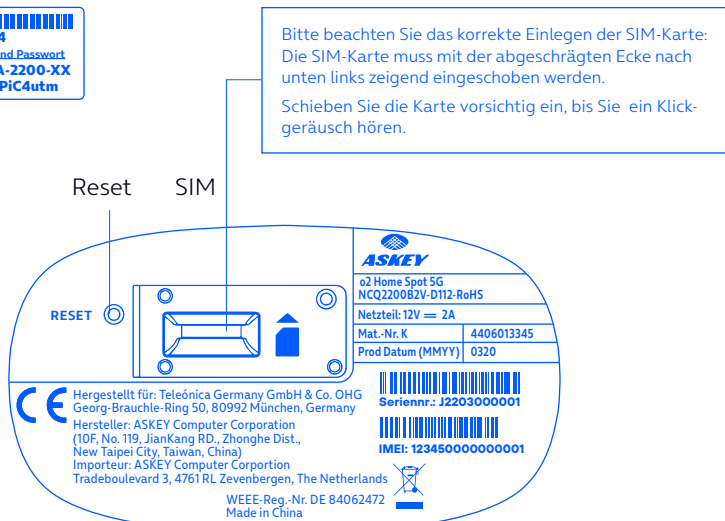 4
nd Passwort
A-2200-XX
PiC4utm
Bitte beachten Sie das korrekte Einlegen der SIM-Karte:
Die SIM-Karte muss mit der abgeschrägten Ecke nach
unten links zeigend eingeschoben werden.
Schieben Sie die Karte vorsichtig ein, bis Sie ein Klick-
geräusch hören.
Reset SIM
RESET
ASKEY
o2 Home Spot 5G
NCQ2200B2V-D112-RoHS
Netzteil: 12V ⎓ 2A
Mat.-Nr. K 4406013345
Prod Datum (MMYY) 0320
Seriennr.: J2203000001
IMEI: 123450000000001
CE
Hergestellt für: Teleónica Germany GmbH & Co. OHG
Georg-Brauchle-Ring 50, 80992 München, Germany
Hersteller: ASKEY Computer Corporation
(10F, No. 119, JianKang RD., Zhonghe Dist.,
New Taipei City, Taiwan, China)
Importeur: ASKEY Computer Corportion
Tradeboulevard 3, 4761 RL Zevenbergen, The Netherlands
WEEE-Reg.-Nr. DE 84062472
Made in China